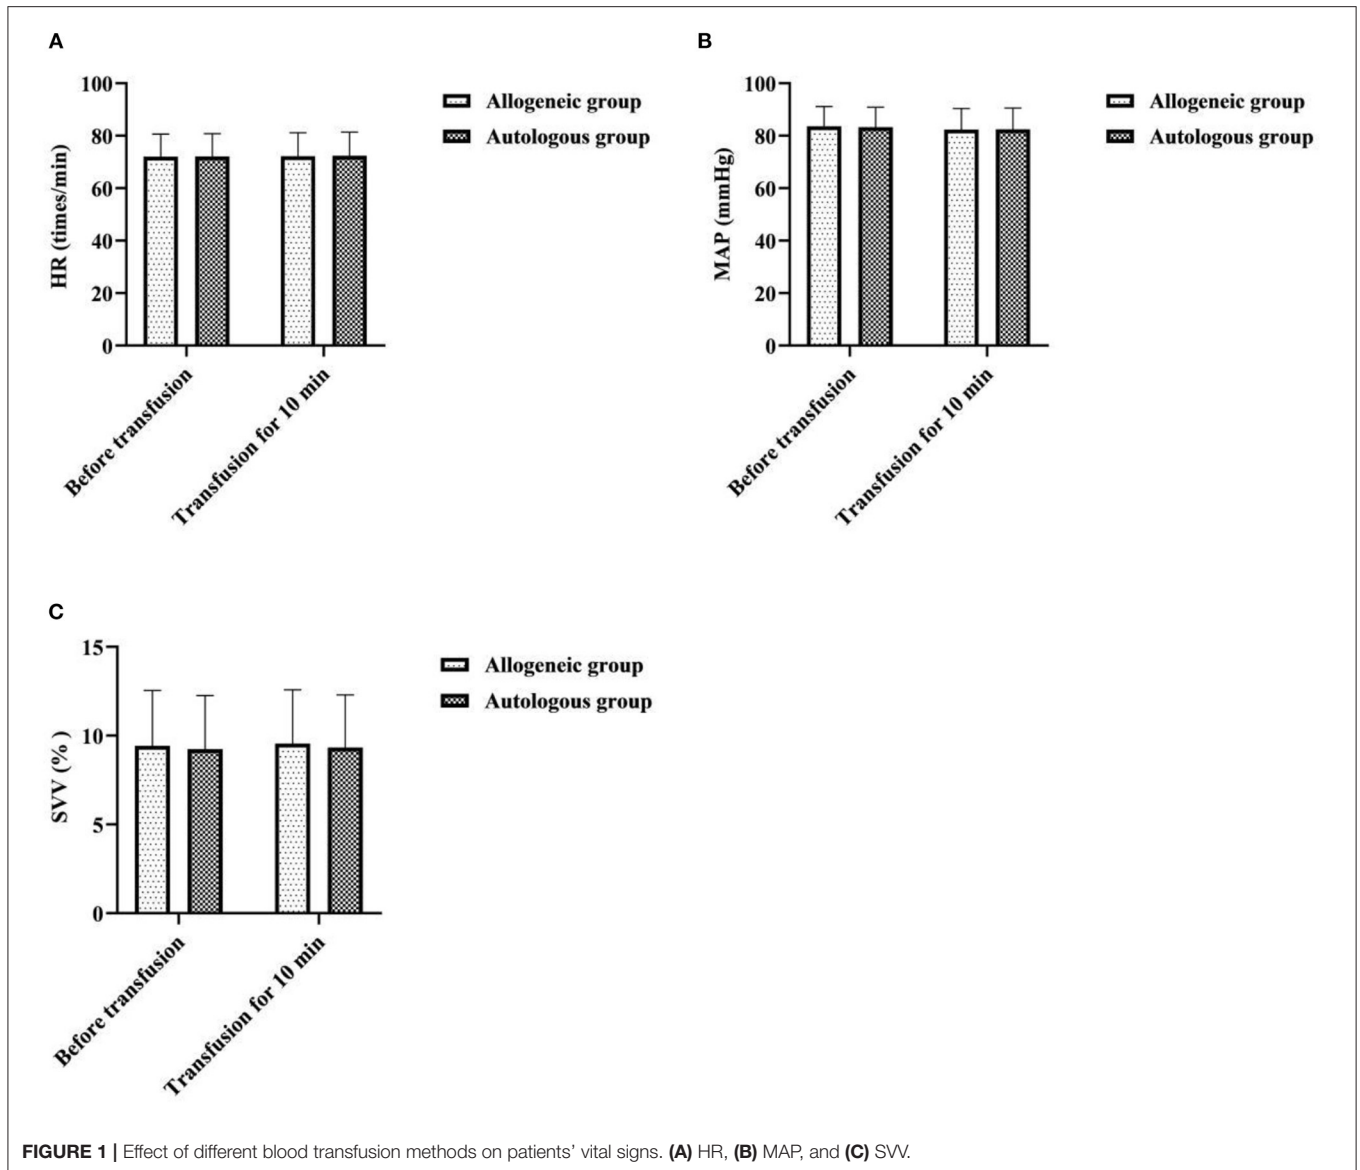 A
HR (times/min)
100
80
60
40
20
0
Before transfusion
Transfusion for 10 min
Allogeneic group
Autologous group
B
MAP (mmHg)
100
80
60
40
20
0
Before transfusion
Transfusion for 10 min
Allogeneic group
Autologous group
C
SVV (%)
15
10
5
0
Before transfusion
Transfusion for 10 min
Allogeneic group
Autologous group
FIGURE 1 | Effect of different blood transfusion methods on patients' vital signs. (A) HR, (B) MAP, and (C) SVV.